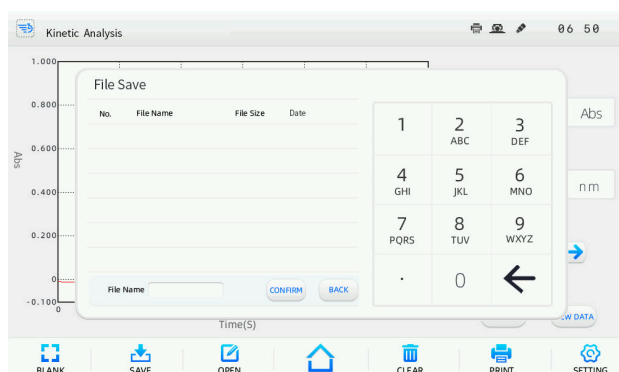 Kinetic Analysis
06 50
1.000
0.800
0.600
0.400
0.200
0
-0.100
Abs
0
Time(S)
File Save
No. File Name File Size Date
File Name
CONFIRM
BACK
1
2 ABC
3 DEF
4 GHI
5 JKL
6 MNO
7 PQRS
8 TUV
9 WXYZ
.
0
Abs
nm
EW DATA
BLANK
SAVE
OPEN
CLEAR
PRINT
SETTING